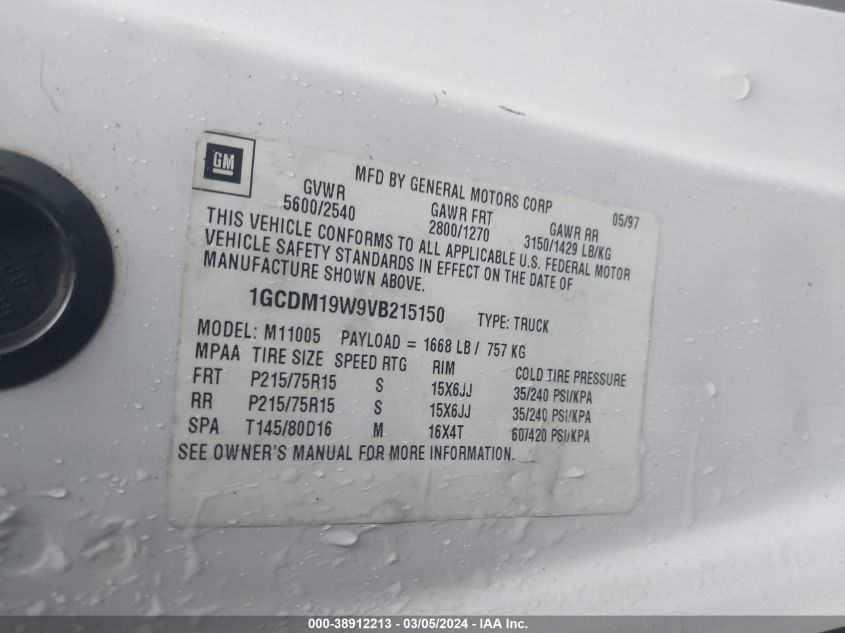 GM
MFD BY GENERAL MOTORS CORP 05/97
GVWR GAWR FRT GAWR RR
5600/2540 2800/1270 3150/1429 LB/KG
THIS VEHICLE CONFORMS TO ALL APPLICABLE U.S. FEDERAL MOTOR
VEHICLE SAFETY STANDARDS IN EFFECT ON THE DATE OF
MANUFACTURE SHOWN ABOVE.
1GCDM19W9VB215150 TYPE: TRUCK
MODEL: M11005 PAYLOAD = 1668 LB/ 757 KG
MPAA TIRE SIZE SPEED RTG RIM COLD TIRE PRESSURE
FRT P215/75R15 S 15X6JJ 35/240 PSI/KPA
RR P215/75R15 S 15X6JJ 35/240 PSI/KPA
SPA T145/80D16 M 16X4T 60/420 PSI/KPA
SEE OWNER'S MANUAL FOR MORE INFORMATION.
000-38912213 - 03/05/2024 - IAA Inc.